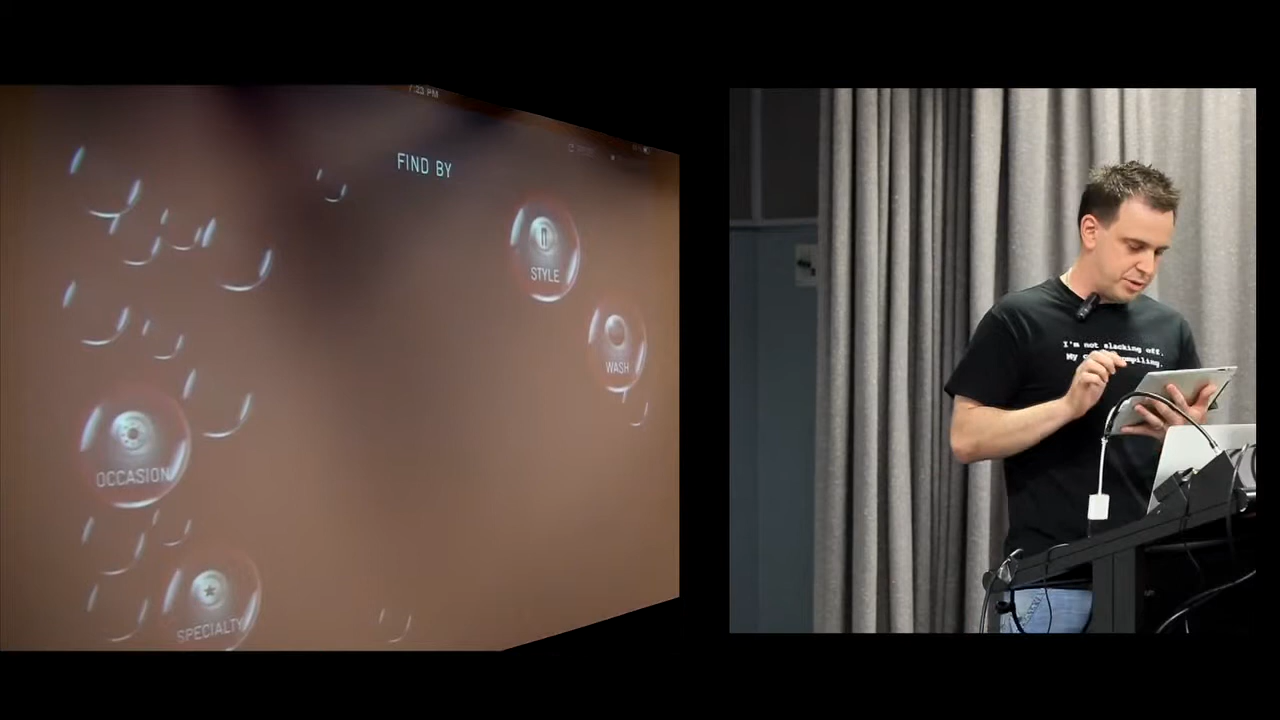 7:23 PM
FIND BY
STYLE
WASH
OCCASION
SPECIALTY
I'm not slacking off.
My